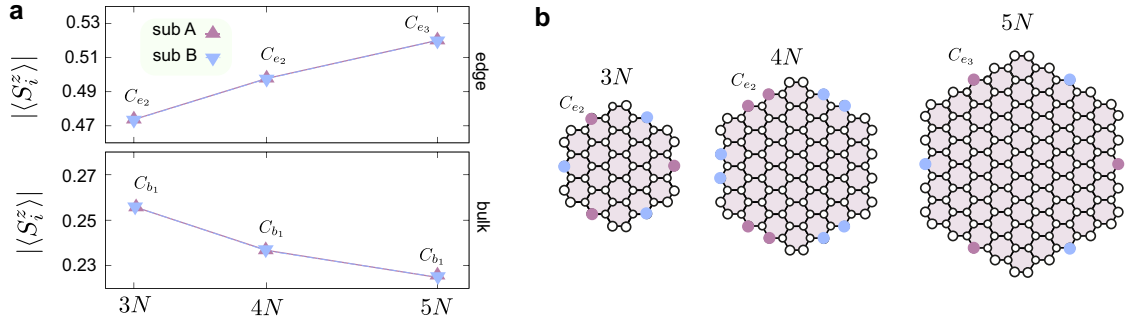 a
0.53
0.51
0.49
0.47
|⟨S_i^z⟩|
sub A
sub B
C_{e_2}
C_{e_2}
C_{e_3}
edge
0.27
0.25
0.23
|⟨S_i^z⟩|
C_{b_1}
C_{b_1}
C_{b_1}
bulk
3N
4N
5N
b
3N
C_{e_2}
4N
C_{e_2}
5N
C_{e_3}